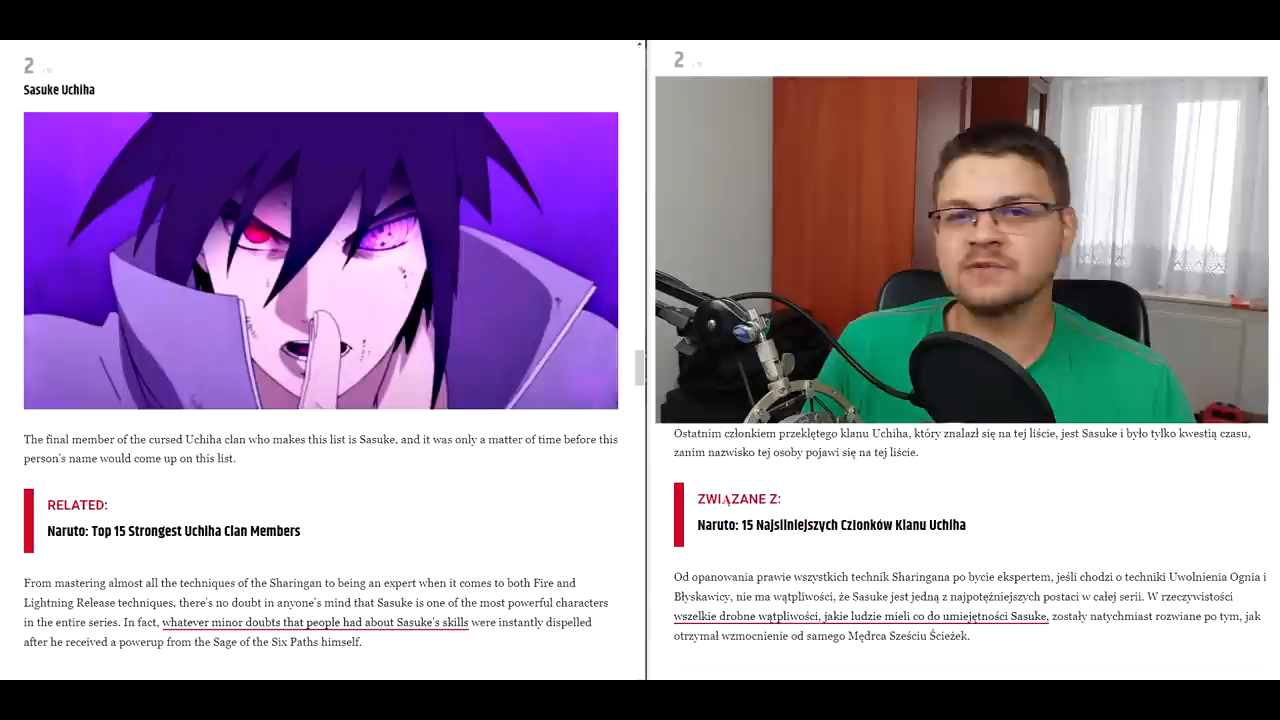 2 / 10
Sasuke Uchiha
The final member of the cursed Uchiha clan who makes this list is Sasuke, and it was only a matter of time before this
person's name would come up on this list.
RELATED:
Naruto: Top 15 Strongest Uchiha Clan Members
From mastering almost all the techniques of the Sharingan to being an expert when it comes to both Fire and
Lightning Release techniques, there's no doubt in anyone's mind that Sasuke is one of the most powerful characters
in the entire series. In fact, whatever minor doubts that people had about Sasuke's skills were instantly dispelled
after he received a powerup from the Sage of the Six Paths himself.
2 / 10
Ostatnim członkiem przeklętego klanu Uchiha, który znalazł się na tej liście, jest Sasuke i było tylko kwestią czasu,
zanim nazwisko tej osoby pojawi się na tej liście.
ZWIĄZANE Z:
Naruto: 15 Najsilniejszych Członków Klanu Uchiha
Od opanowania prawie wszystkich technik Sharingana po bycie ekspertem, jeśli chodzi o techniki Uwolnienia Ognia i
Błyskawicy, nie ma wątpliwości, że Sasuke jest jedną z najpotężniejszych postaci w całej serii. W rzeczywistości
wszelkie drobne wątpliwości, jakie ludzie mieli co do umiejętności Sasuke, zostały natychmiast rozwiane po tym, jak
otrzymał wzmocnienie od samego Mędrca Sześciu Ścieżek.